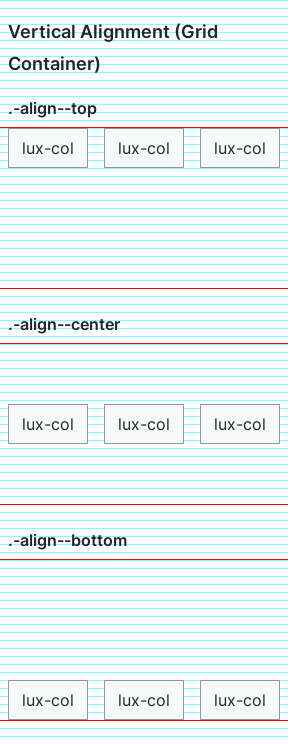 Vertical Alignment (Grid
Container)
.-align--top
lux-col lux-col lux-col
.-align--center
lux-col lux-col lux-col
.-align--bottom
lux-col lux-col lux-col